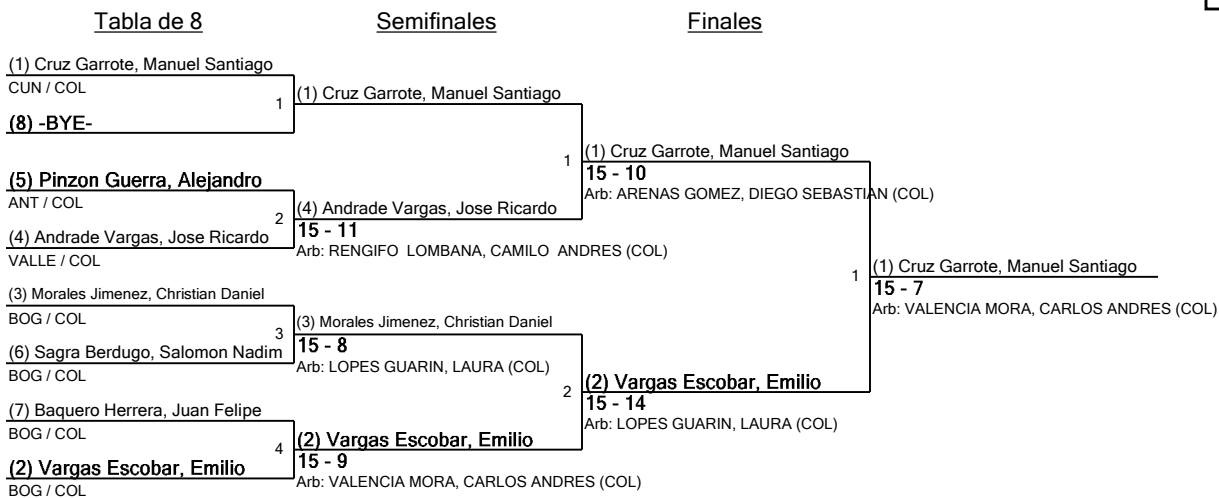 Tabla de 8
Semifinales
Finales
(1) Cruz Garrote, Manuel Santiago
CUN / COL
1
(8) -BYE-
(5) Pinzon Guerra, Alejandro
ANT / COL
2
(4) Andrade Vargas, Jose Ricardo
VALLE / COL
(3) Morales Jimenez, Christian Daniel
BOG / COL
3
(6) Sagra Berdugo, Salomon Nadim
BOG / COL
(7) Baquero Herrera, Juan Felipe
BOG / COL
4
(2) Vargas Escobar, Emilio
BOG / COL
(1) Cruz Garrote, Manuel Santiago
1
(4) Andrade Vargas, Jose Ricardo
15 - 11
Arb: RENGIFO LOMBANA, CAMILO ANDRES (COL)
(3) Morales Jimenez, Christian Daniel
15 - 8
Arb: LOPES GUARIN, LAURA (COL)
2
(2) Vargas Escobar, Emilio
15 - 9
Arb: VALENCIA MORA, CARLOS ANDRES (COL)
(1) Cruz Garrote, Manuel Santiago
15 - 10
Arb: ARENAS GOMEZ, DIEGO SEBASTIAN (COL)
1
(2) Vargas Escobar, Emilio
15 - 14
Arb: LOPES GUARIN, LAURA (COL)
(1) Cruz Garrote, Manuel Santiago
15 - 7
Arb: VALENCIA MORA, CARLOS ANDRES (COL)